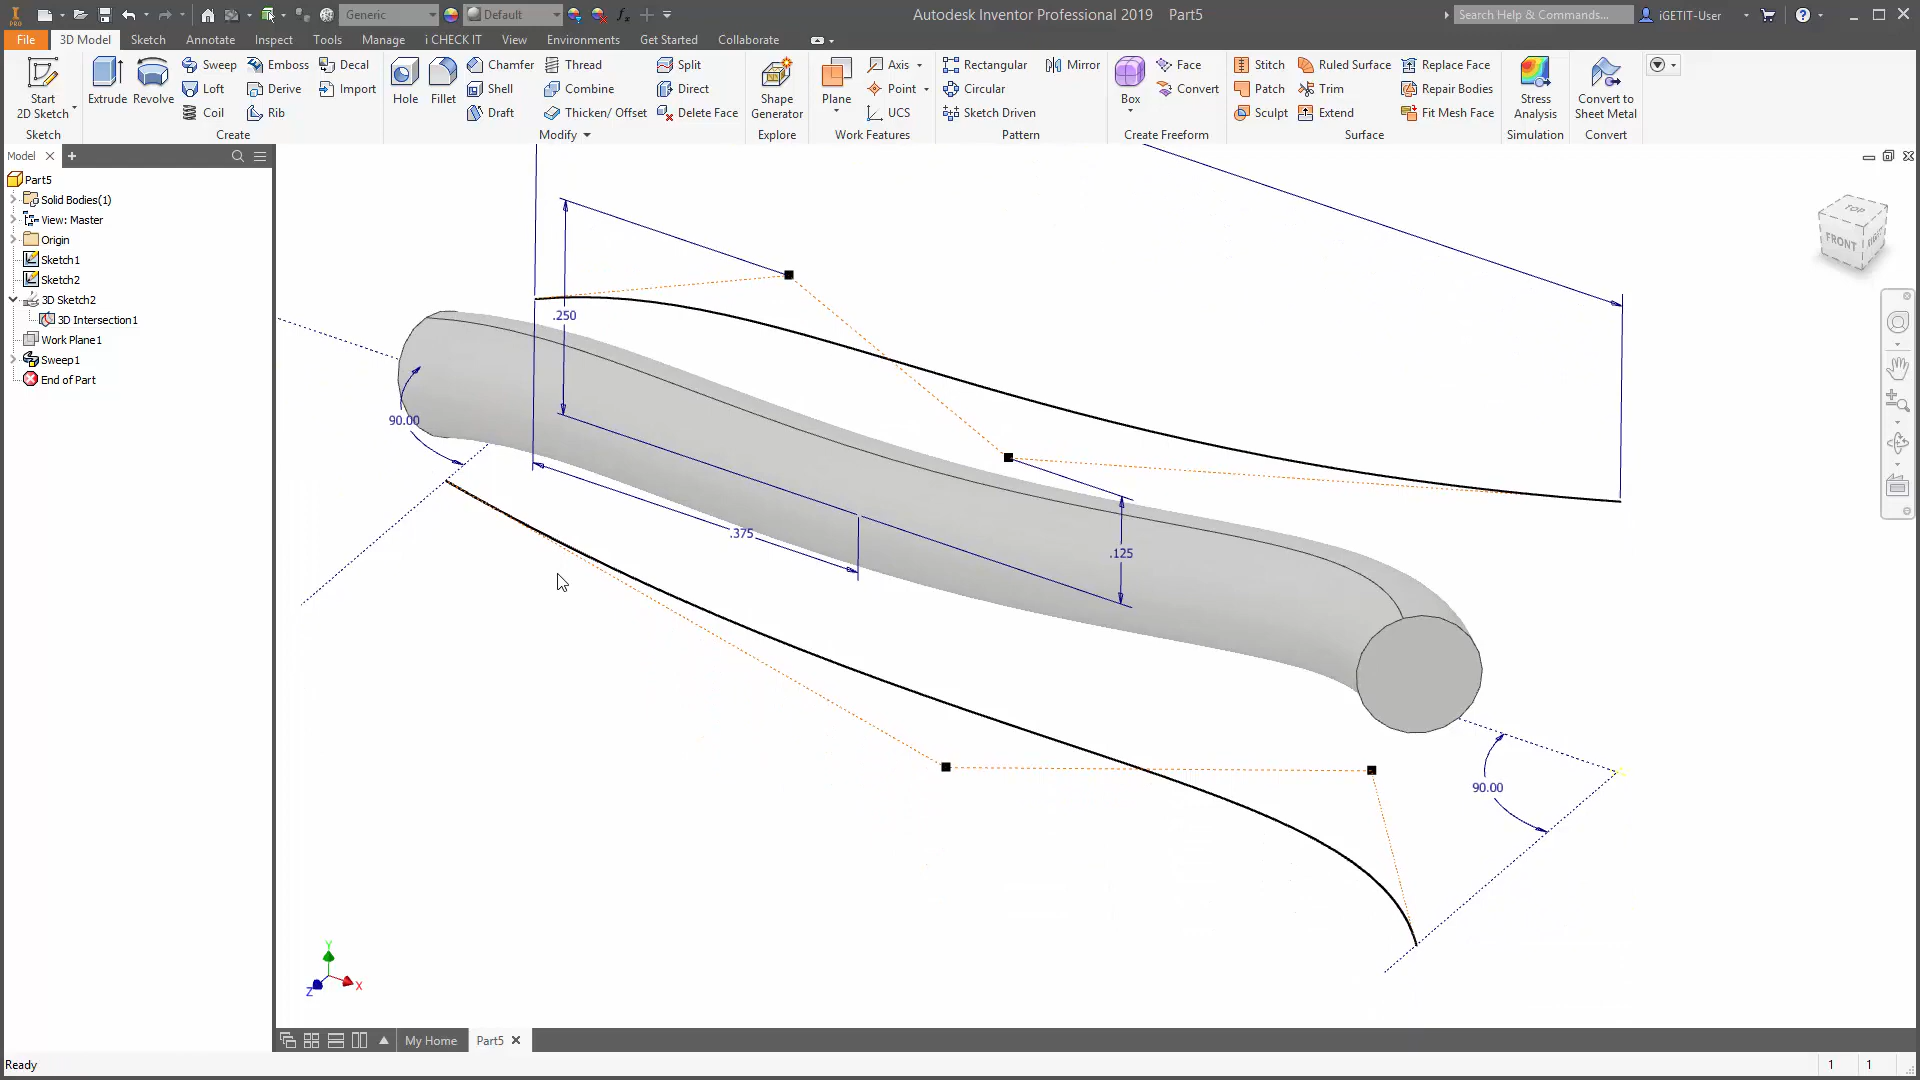 PRO
Generic
Default
Autodesk Inventor Professional 2019 Part5
Search Help & Commands...
iGETIT-User
File
3D Model
Sketch
Annotate
Inspect
Tools
Manage
i CHECK IT
View
Environments
Get Started
Collaborate
Start
2D Sketch
Extrude
Revolve
Sweep
Loft
Coil
Emboss
Derive
Rib
Decal
Import
Hole
Fillet
Chamfer
Shell
Draft
Thread
Combine
Thicken/ Offset
Split
Direct
Delete Face
Shape
Generator
Plane
Axis
Point
UCS
Rectangular
Circular
Sketch Driven
Mirror
Box
Face
Convert
Stitch
Patch
Sculpt
Ruled Surface
Trim
Extend
Replace Face
Repair Bodies
Fit Mesh Face
Stress
Analysis
Convert to
Sheet Metal
Sketch
Create
Modify
Explore
Work Features
Pattern
Create Freeform
Surface
Simulation
Convert
Model
Part5
Solid Bodies(1)
View: Master
Origin
Sketch1
Sketch2
3D Sketch2
3D Intersection1
Work Plane1
Sweep1
End of Part
TOP
FRONT
.250
90.00
.375
.125
90.00
Y
Z
X
My Home
Part5
Ready
1
1